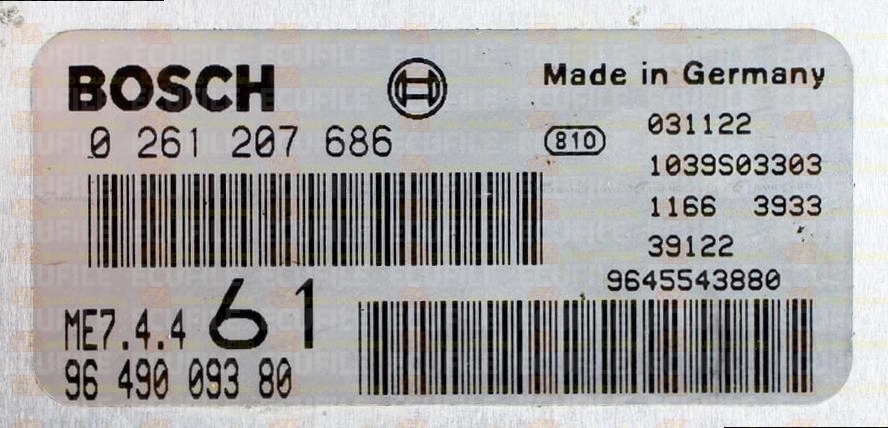 BOSCH
Made in Germany
0 261 207 686
810
031122
1039S03303
1166 3933
39122
9645543880
ME7.4.4
61
96 490 093 80